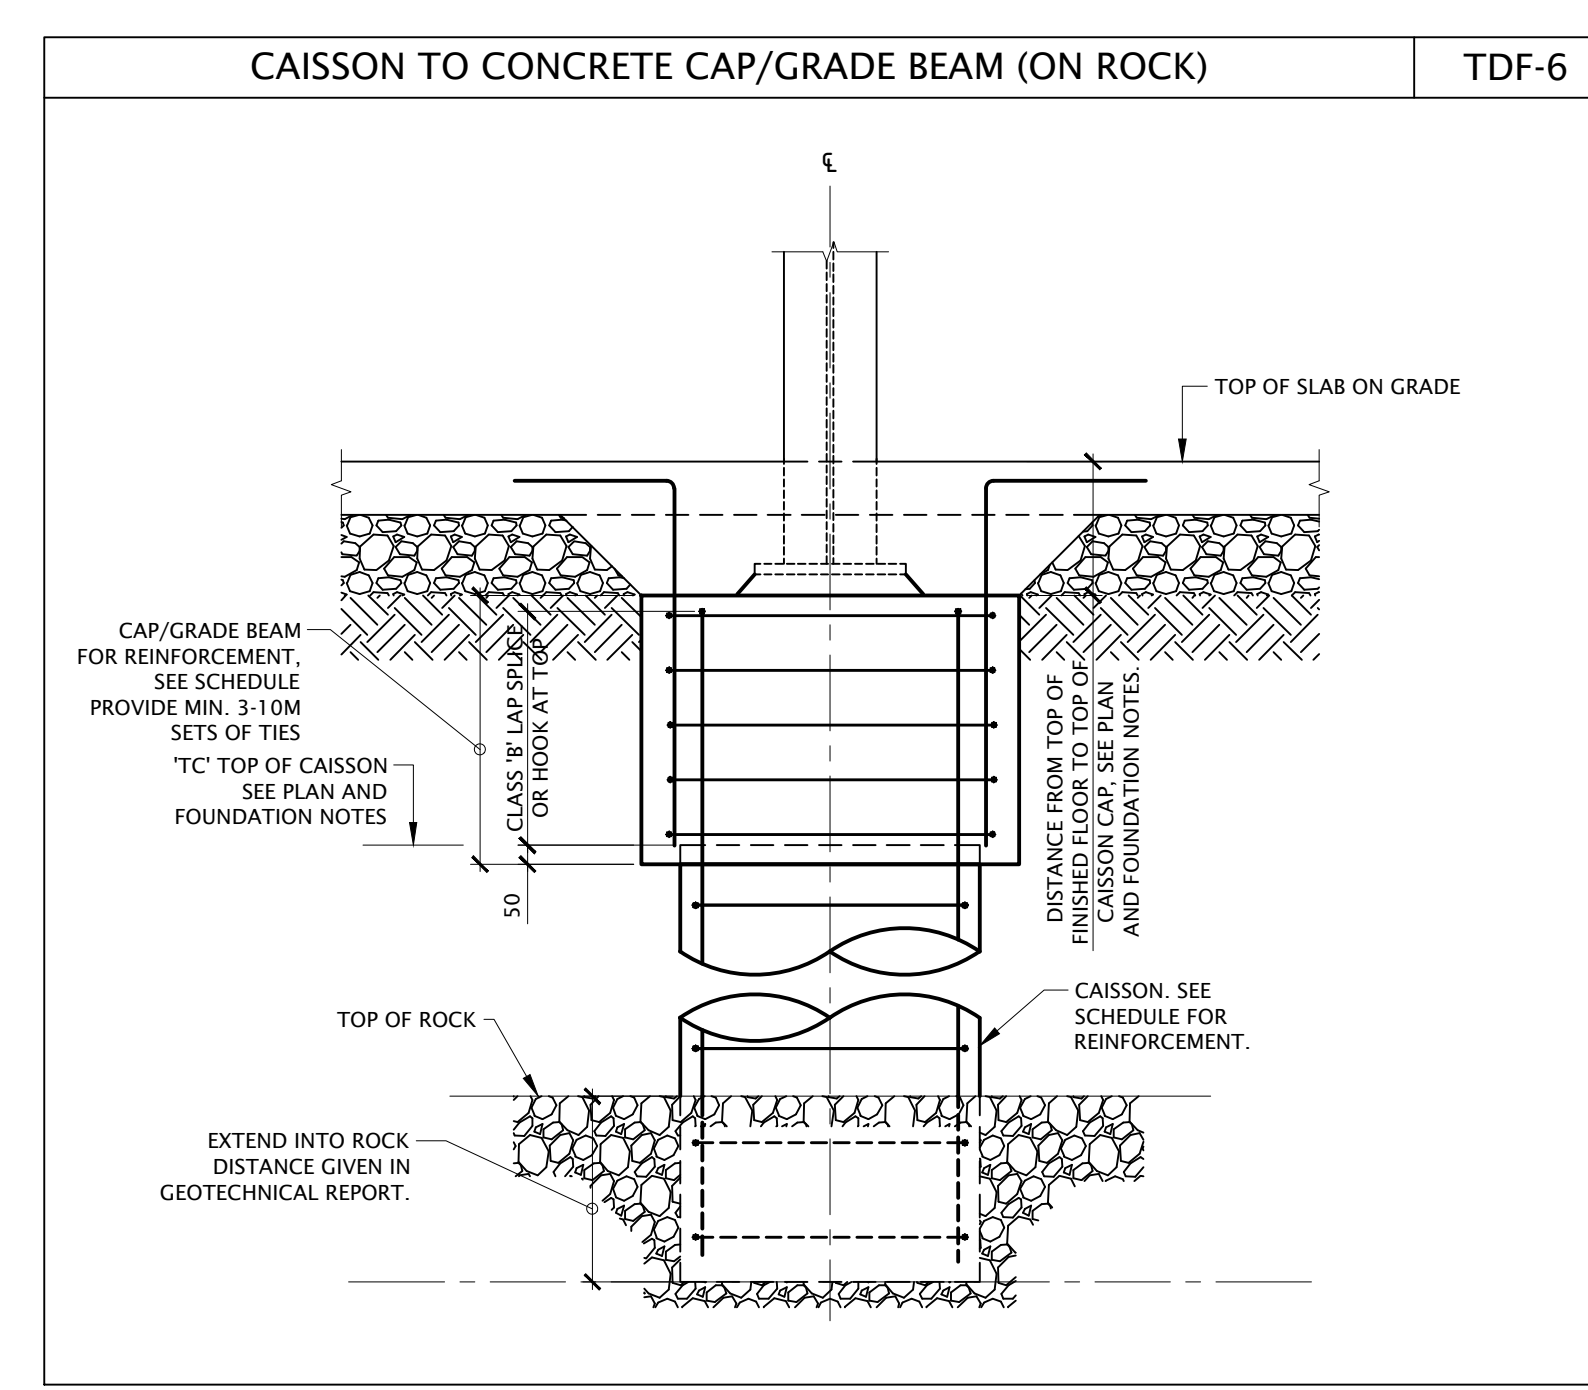 CAISSON TO CONCRETE CAP/GRADE BEAM (ON ROCK)
TDF-6
℄
TOP OF SLAB ON GRADE
CAP/GRADE BEAM
FOR REINFORCEMENT,
SEE SCHEDULE
PROVIDE MIN. 3-10M
SETS OF TIES
'TC' TOP OF CAISSON
SEE PLAN AND
FOUNDATION NOTES
CLASS 'B' LAP SPLICE
OR HOOK AT TOP
50
DISTANCE FROM TOP OF
FINISHED FLOOR TO TOP OF
CAISSON CAP, SEE PLAN
AND FOUNDATION NOTES.
TOP OF ROCK
CAISSON. SEE
SCHEDULE FOR
REINFORCEMENT.
EXTEND INTO ROCK
DISTANCE GIVEN IN
GEOTECHNICAL REPORT.